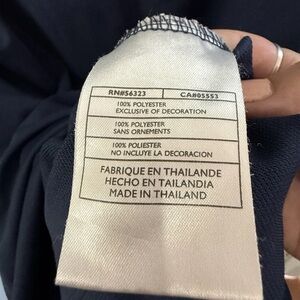 RN#56323 CA#05553
100% POLYESTER
EXCLUSIVE OF DECORATION
100% POLYESTER
SANS ORNEMENTS
100% POLIESTER
NO INCLUYE LA DECORACION
FABRIQUE EN THAILANDE
HECHO EN TAILANDIA
MADE IN THAILAND